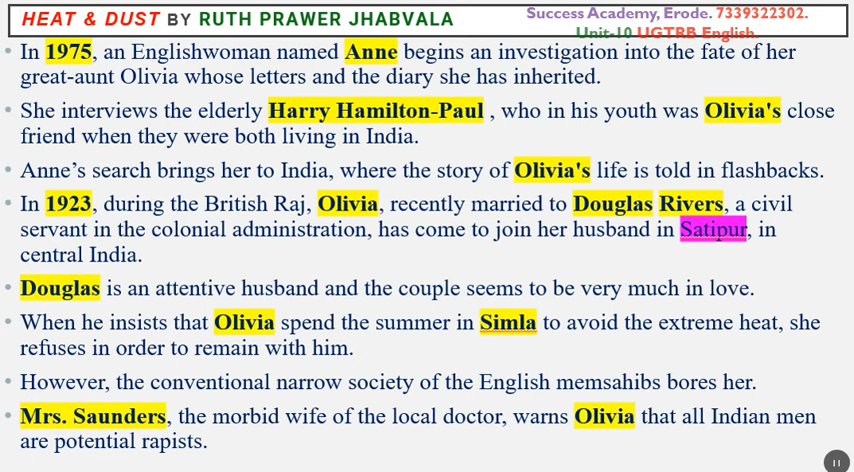 HEAT & DUST BY RUTH PRAWER JHABVALA
Success Academy, Erode. 7339322302.
Unit-10 UGTRB English.
• In 1975, an Englishwoman named Anne begins an investigation into the fate of her
great-aunt Olivia whose letters and the diary she has inherited.
• She interviews the elderly Harry Hamilton-Paul , who in his youth was Olivia's close
friend when they were both living in India.
• Anne’s search brings her to India, where the story of Olivia's life is told in flashbacks.
• In 1923, during the British Raj, Olivia, recently married to Douglas Rivers, a civil
servant in the colonial administration, has come to join her husband in Satipur, in
central India.
• Douglas is an attentive husband and the couple seems to be very much in love.
• When he insists that Olivia spend the summer in Simla to avoid the extreme heat, she
refuses in order to remain with him.
• However, the conventional narrow society of the English memsahibs bores her.
• Mrs. Saunders, the morbid wife of the local doctor, warns Olivia that all Indian men
are potential rapists.